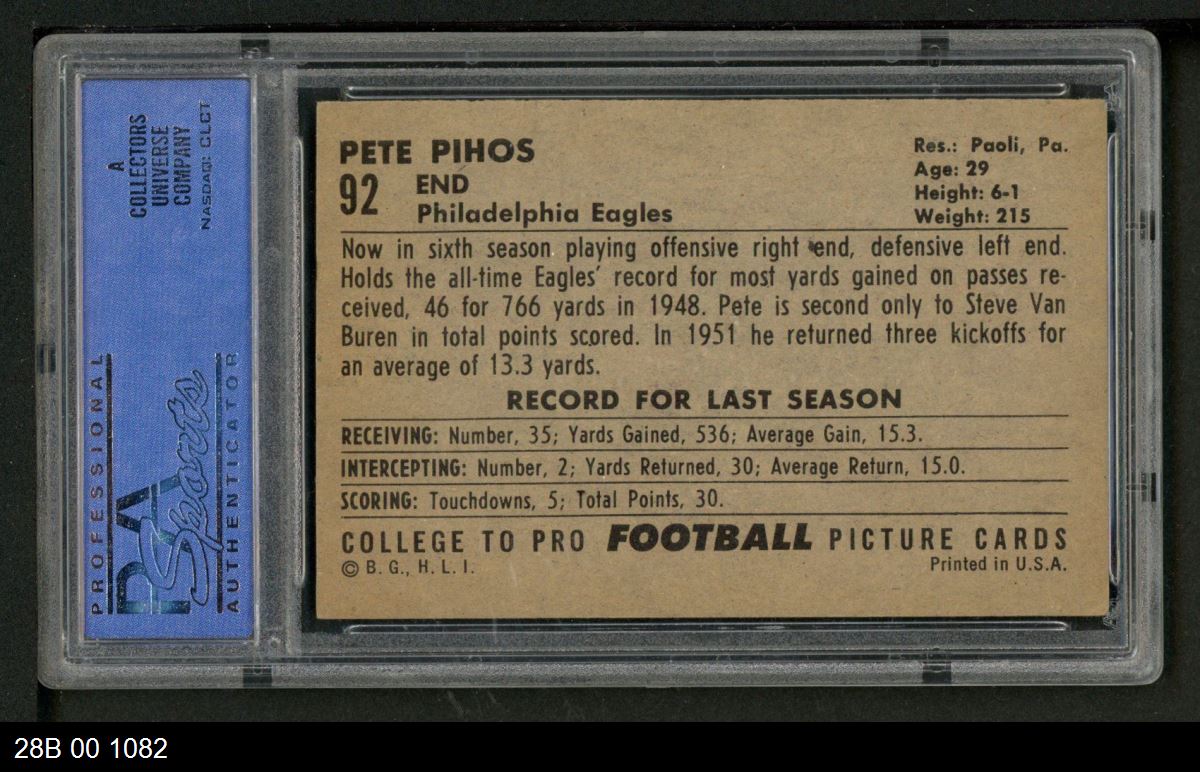 A
COLLECTORS
UNIVERSE
COMPANY
NASDAQ: CLCT
PROFESSIONAL
PSA
Sports
AUTHENTICATOR
PETE PIHOS
92
END
Philadelphia Eagles
Res.: Paoli, Pa.
Age: 29
Height: 6-1
Weight: 215
Now in sixth season playing offensive right end, defensive left end.
Holds the all-time Eagles' record for most yards gained on passes re-
ceived, 46 for 766 yards in 1948. Pete is second only to Steve Van
Buren in total points scored. In 1951 he returned three kickoffs for
an average of 13.3 yards.
RECORD FOR LAST SEASON
RECEIVING: Number, 35; Yards Gained, 536; Average Gain, 15.3.
INTERCEPTING: Number, 2; Yards Returned, 30; Average Return, 15.0.
SCORING: Touchdowns, 5; Total Points, 30.
COLLEGE TO PRO FOOTBALL PICTURE CARDS
© B. G., H. L. I.
Printed in U.S.A.
28B 00 1082